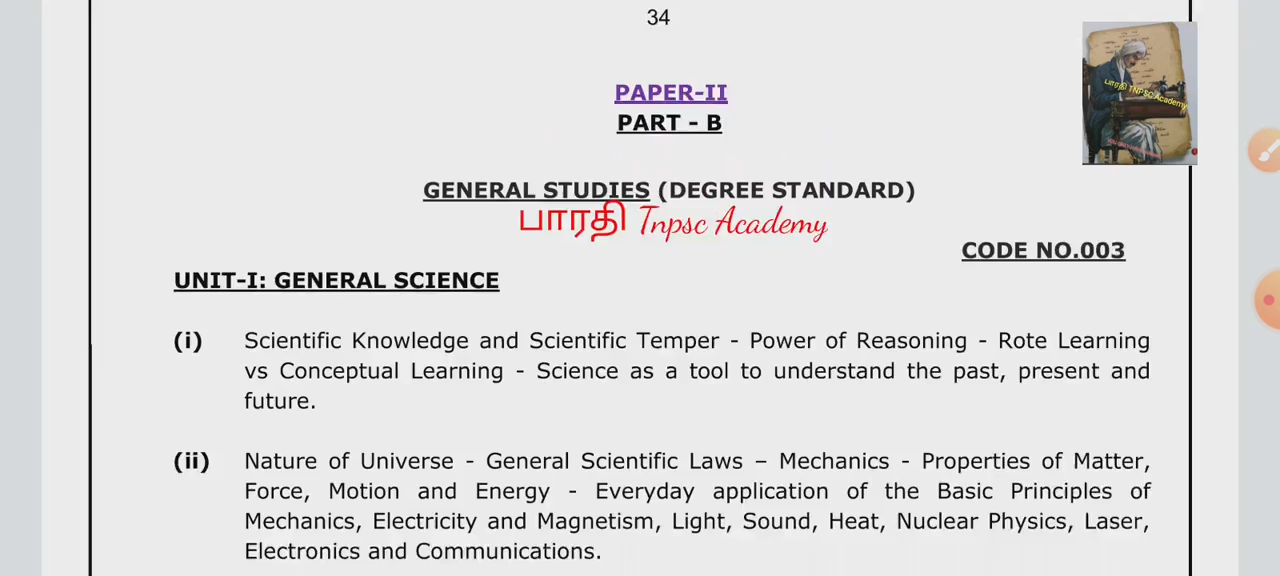 34
PAPER-II
PART - B
GENERAL STUDIES (DEGREE STANDARD)
பாரதி Tnpsc Academy
CODE NO.003
UNIT-I: GENERAL SCIENCE
(i) Scientific Knowledge and Scientific Temper - Power of Reasoning - Rote Learning
vs Conceptual Learning - Science as a tool to understand the past, present and
future.
(ii) Nature of Universe - General Scientific Laws – Mechanics - Properties of Matter,
Force, Motion and Energy - Everyday application of the Basic Principles of
Mechanics, Electricity and Magnetism, Light, Sound, Heat, Nuclear Physics, Laser,
Electronics and Communications.
பாரதி TNPSC Academy